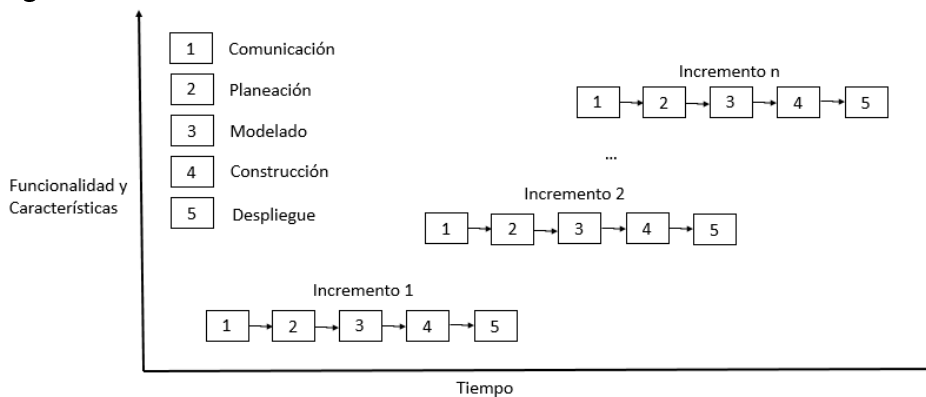 1 Comunicación
2 Planeación
3 Modelado
4 Construcción
5 Despliegue
Funcionalidad y
Características
Incremento n
1 2 3 4 5
...
Incremento 2
1 2 3 4 5
Incremento 1
1 2 3 4 5
Tiempo